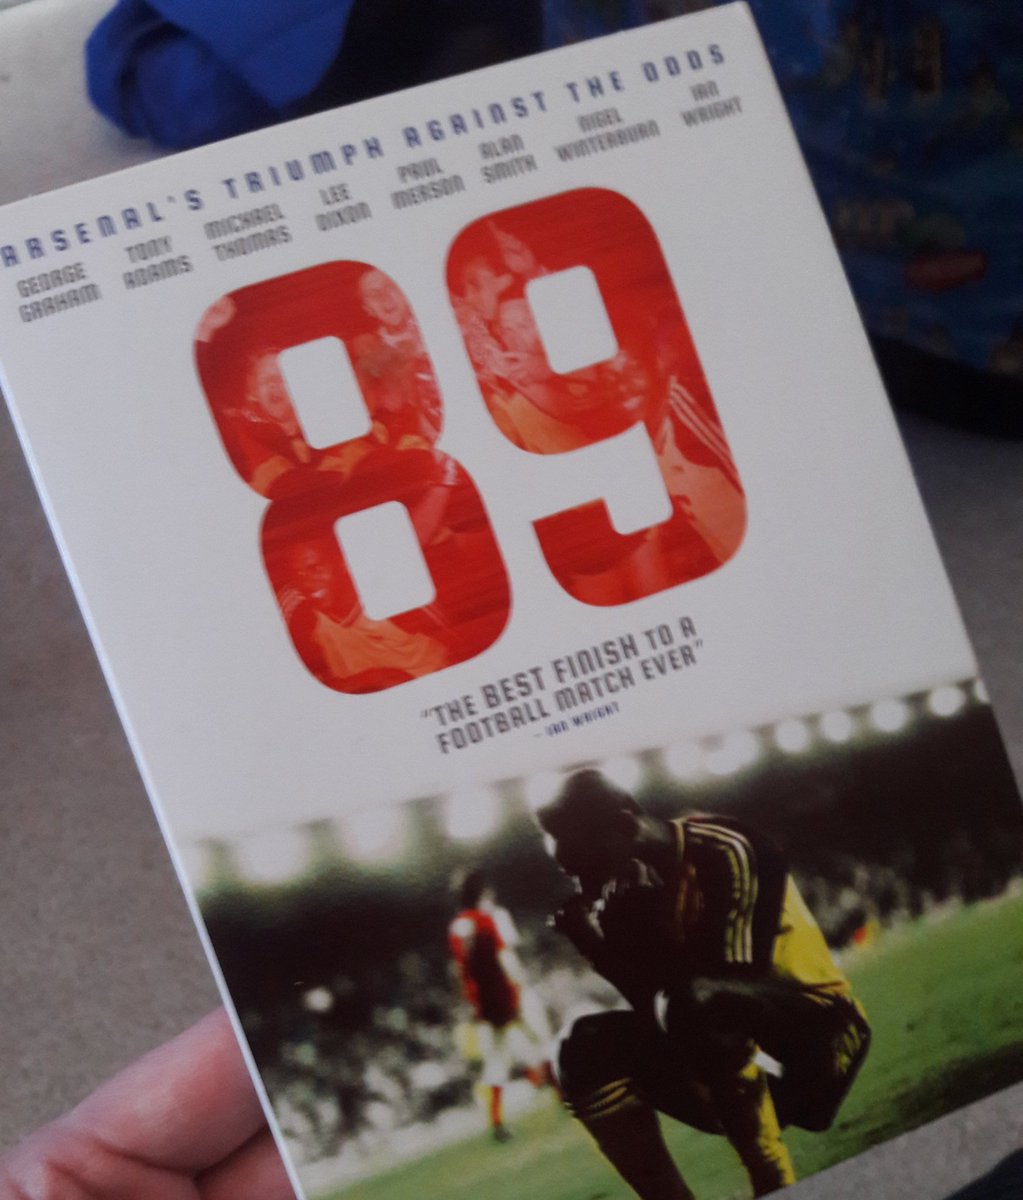 ARSENAL'S TRIUMPH AGAINST THE ODDS
GEORGE GRAHAM
TONY ADAMS
MICHAEL THOMAS
LEE DIXON
PAUL MERSON
ALAN SMITH
NIGEL WINTERBURN
IAN WRIGHT
89
"THE BEST FINISH TO A
FOOTBALL MATCH EVER"
- IAN WRIGHT